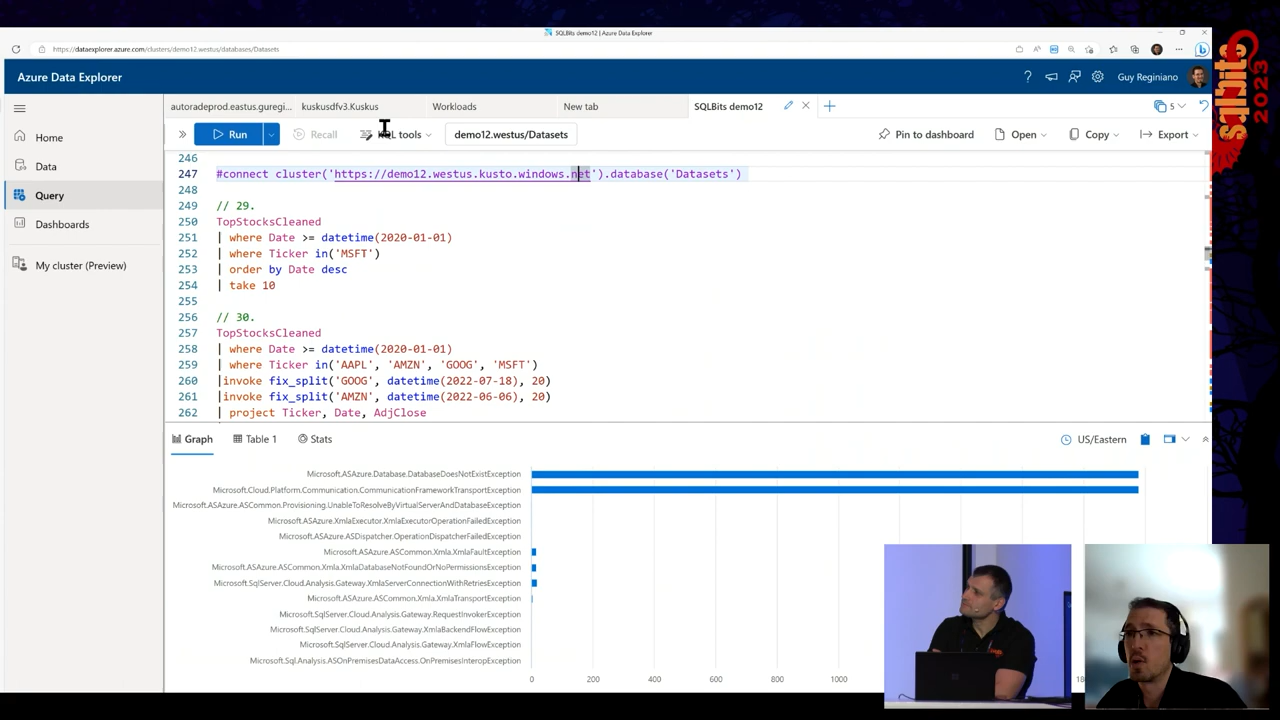 SQLBits demo12 | Azure Data Explorer
https://dataexplorer.azure.com/clusters/demo12.westus/databases/Datasets
Azure Data Explorer
Guy Reginiano
autoradeprod.eastus.guregi...
kuskusdfv3.Kuskus
Workloads
New tab
SQLBits demo12
5
Home
Data
Query
Dashboards
My cluster (Preview)
Run
Recall
KQL tools
demo12.westus/Datasets
Pin to dashboard
Open
Copy
Export
246
247 #connect cluster('https://demo12.westus.kusto.windows.net').database('Datasets')
248
249 // 29.
250 TopStocksCleaned
251 | where Date >= datetime(2020-01-01)
252 | where Ticker in('MSFT')
253 | order by Date desc
254 | take 10
255
256 // 30.
257 TopStocksCleaned
258 | where Date >= datetime(2020-01-01)
259 | where Ticker in('AAPL', 'AMZN', 'GOOG', 'MSFT')
260 |invoke fix_split('GOOG', datetime(2022-07-18), 20)
261 |invoke fix_split('AMZN', datetime(2022-06-06), 20)
262 | project Ticker, Date, AdjClose
Graph
Table 1
Stats
US/Eastern
Microsoft.ASAzure.Database.DatabaseDoesNotExistException
Microsoft.Cloud.Platform.Communication.CommunicationFrameworkTransportException
Microsoft.ASAzure.ASCommon.Provisioning.UnableToResolveByVirtualServerAndDatabaseException
Microsoft.ASAzure.XmlaExecutor.XmlaExecutorOperationFailedException
Microsoft.ASAzure.ASDispatcher.OperationDispatcherFailedException
Microsoft.ASAzure.ASCommon.Xmla.XmlaFaultException
Microsoft.ASAzure.ASCommon.Xmla.XmlaDatabaseNotFoundOrNoPermissionsException
Microsoft.SqlServer.Cloud.Analysis.Gateway.XmlaServerConnectionWithRetriesException
Microsoft.ASAzure.ASCommon.Xmla.XmlaTransportException
Microsoft.SqlServer.Cloud.Analysis.Gateway.RequestInvokerException
Microsoft.SqlServer.Cloud.Analysis.Gateway.XmlaBackendFlowException
Microsoft.SqlServer.Cloud.Analysis.Gateway.XmlaFlowException
Microsoft.Sql.Analysis.ASOnPremisesDataAccess.OnPremisesInteropException
0 200 400 600 800 1000
sqlbits
2023